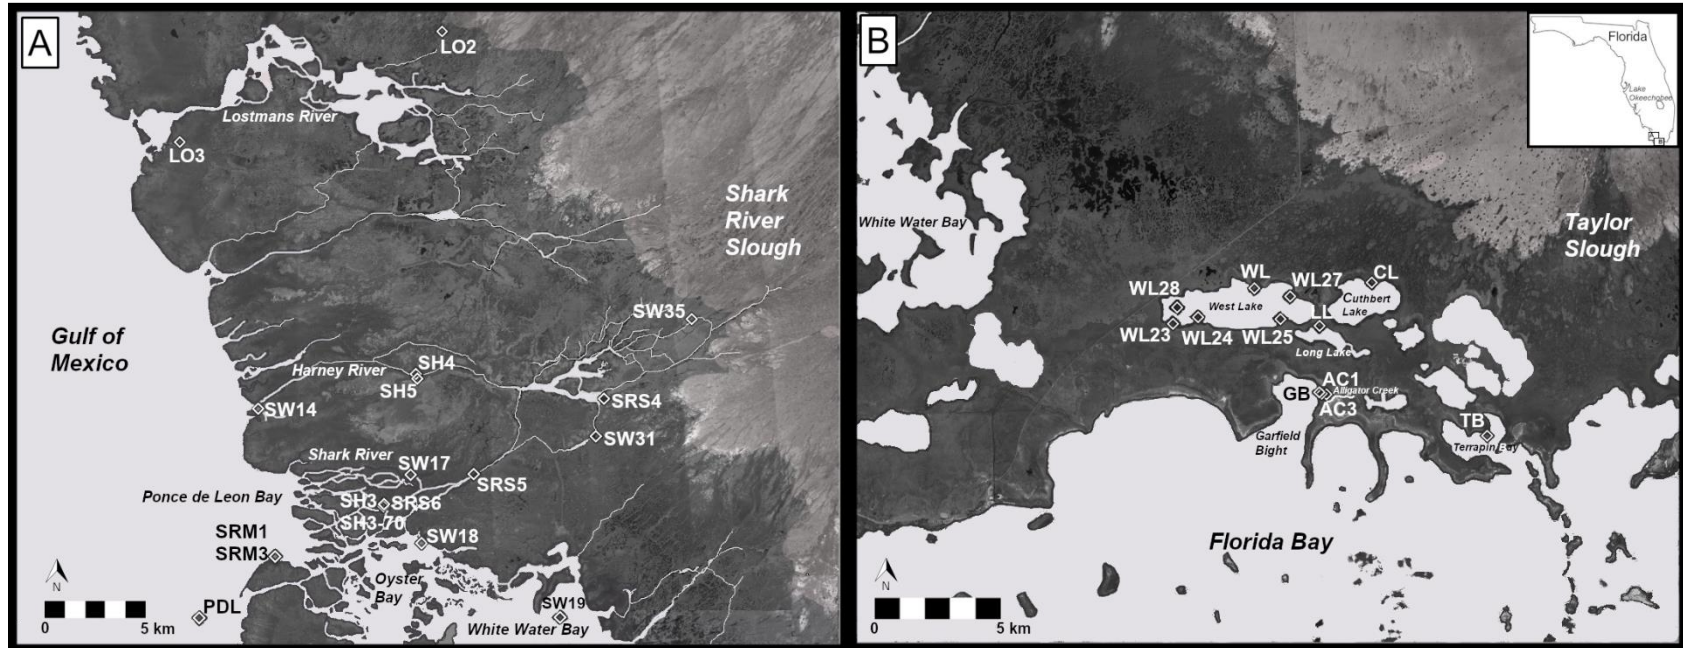 A
LO2
Lostmans River
LO3
Shark
River
Slough
Gulf of
Mexico
SW35
Harney River
SH4
SH5
SW14
SRS4
SW31
Shark River
SW17
SRS5
Ponce de Leon Bay
SH3
SRS6
SH3-70
SRM1
SRM3
SW18
Oyster
Bay
N
PDL
SW19
White Water Bay
0 5 km
B
Florida
Lake
Okeechobee
White Water Bay
Taylor
Slough
WL28
WL
WL27
CL
West Lake
Cuthbert
Lake
WL23
WL24
WL25
LL
Long Lake
GB
AC1
Alligator Creek
AC3
Garfield
Bight
TB
Terrapin Bay
Florida Bay
N
0 5 km